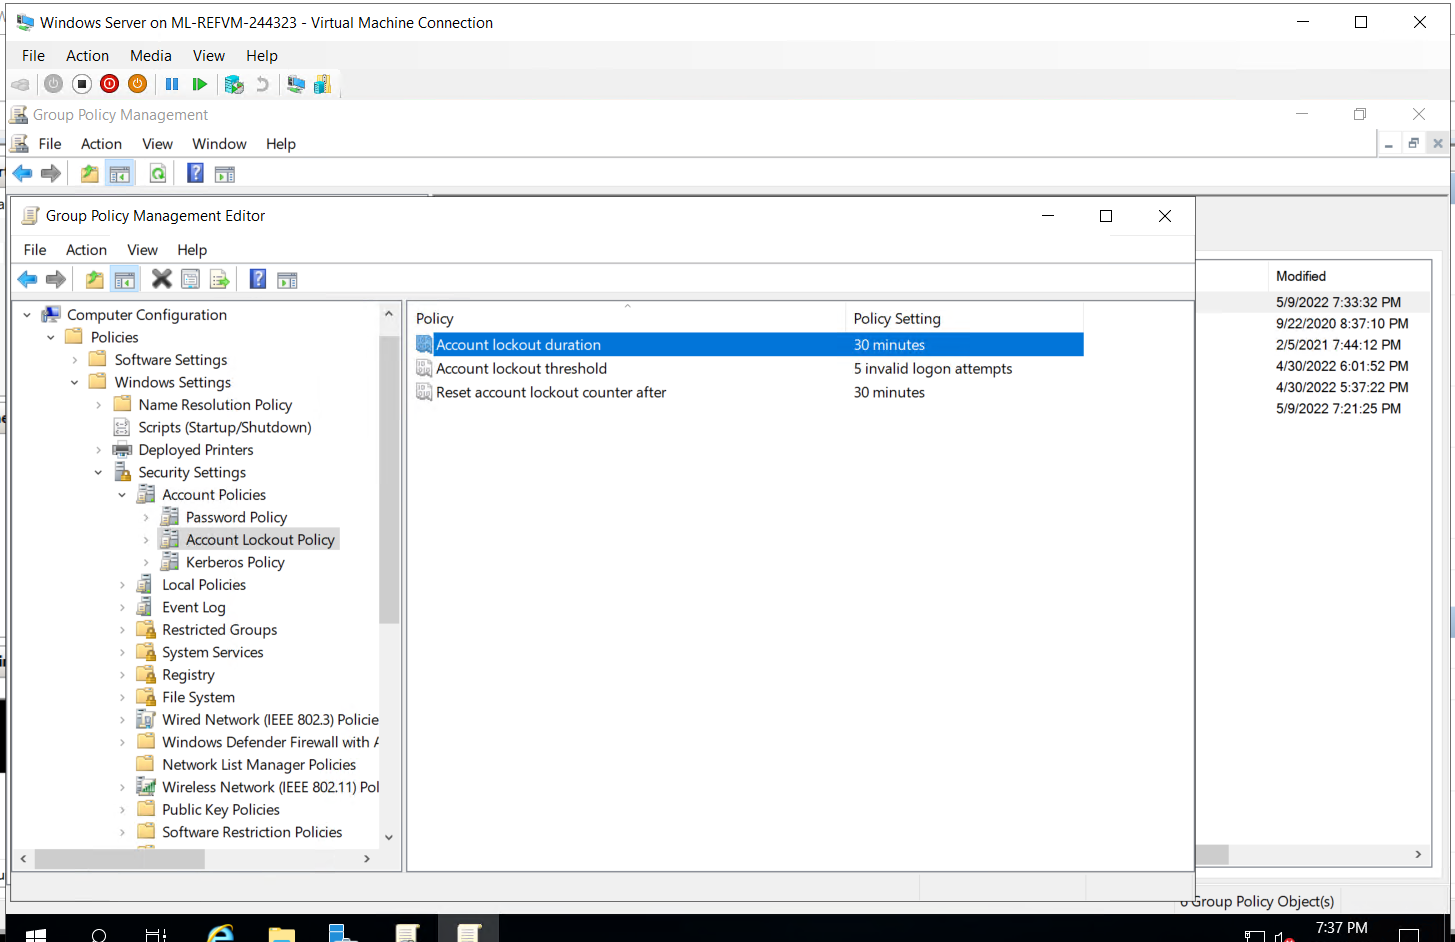 Windows Server on ML-REFVM-244323 - Virtual Machine Connection
File Action Media View Help
Group Policy Management
File Action View Window Help
Group Policy Management Editor
File Action View Help
Computer Configuration
Policies
Software Settings
Windows Settings
Name Resolution Policy
Scripts (Startup/Shutdown)
Deployed Printers
Security Settings
Account Policies
Password Policy
Account Lockout Policy
Kerberos Policy
Local Policies
Event Log
Restricted Groups
System Services
Registry
File System
Wired Network (IEEE 802.3) Policie
Windows Defender Firewall with A
Network List Manager Policies
Wireless Network (IEEE 802.11) Pol
Public Key Policies
Software Restriction Policies
Policy Policy Setting
Account lockout duration 30 minutes
Account lockout threshold 5 invalid logon attempts
Reset account lockout counter after 30 minutes
Modified
5/9/2022 7:33:32 PM
9/22/2020 8:37:10 PM
2/5/2021 7:44:12 PM
4/30/2022 6:01:52 PM
4/30/2022 5:37:22 PM
5/9/2022 7:21:25 PM
6 Group Policy Object(s)
7:37 PM